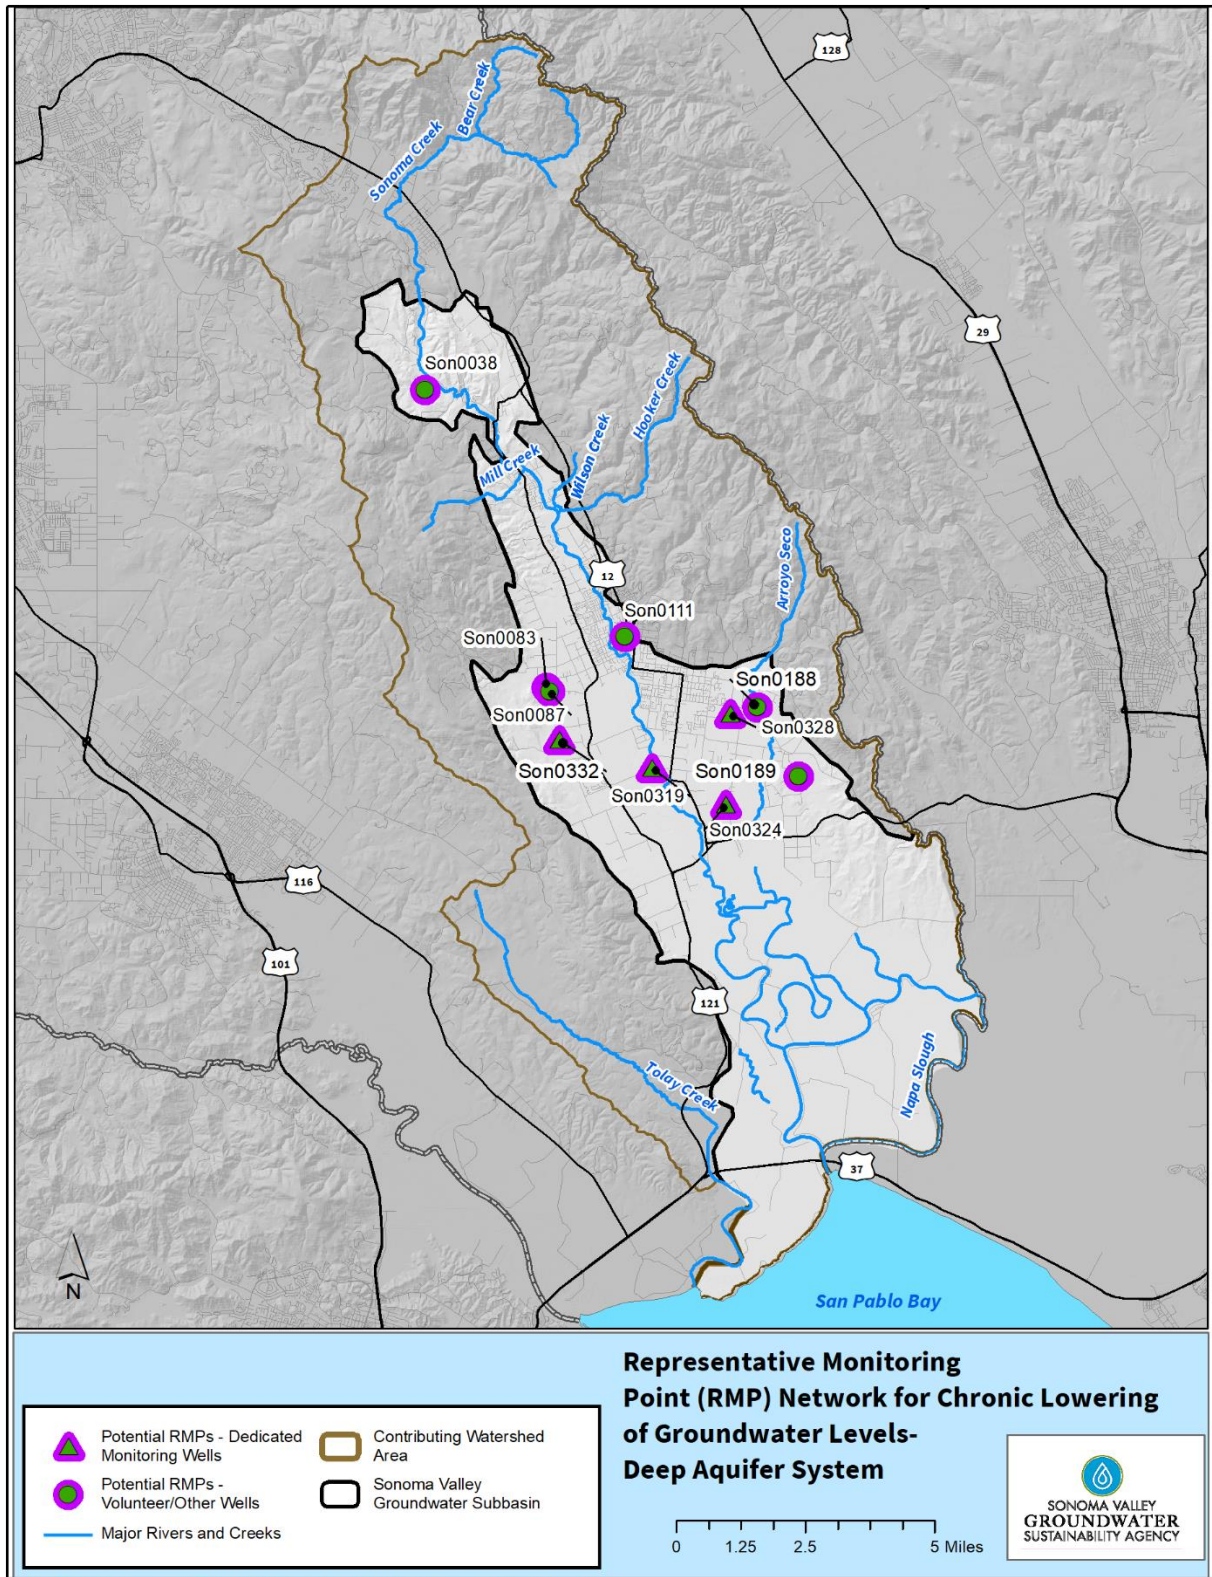 128
Bear Creek
Sonoma Creek
29
Son0038
Hooker Creek
Wilson Creek
Mill Creek
Arroyo Seco
12
Son0111
Son0083
Son0188
Son0087
Son0328
Son0332
Son0189
Son0319
Son0324
116
101
121
Napa Slough
Tolay Creek
37
N
San Pablo Bay
Representative Monitoring
Point (RMP) Network for Chronic Lowering
of Groundwater Levels-
Deep Aquifer System
Potential RMPs - Dedicated
Monitoring Wells
Contributing Watershed
Area
Potential RMPs -
Volunteer/Other Wells
Sonoma Valley
Groundwater Subbasin
Major Rivers and Creeks
0 1.25 2.5 5 Miles
SONOMA VALLEY
GROUNDWATER
SUSTAINABILITY AGENCY